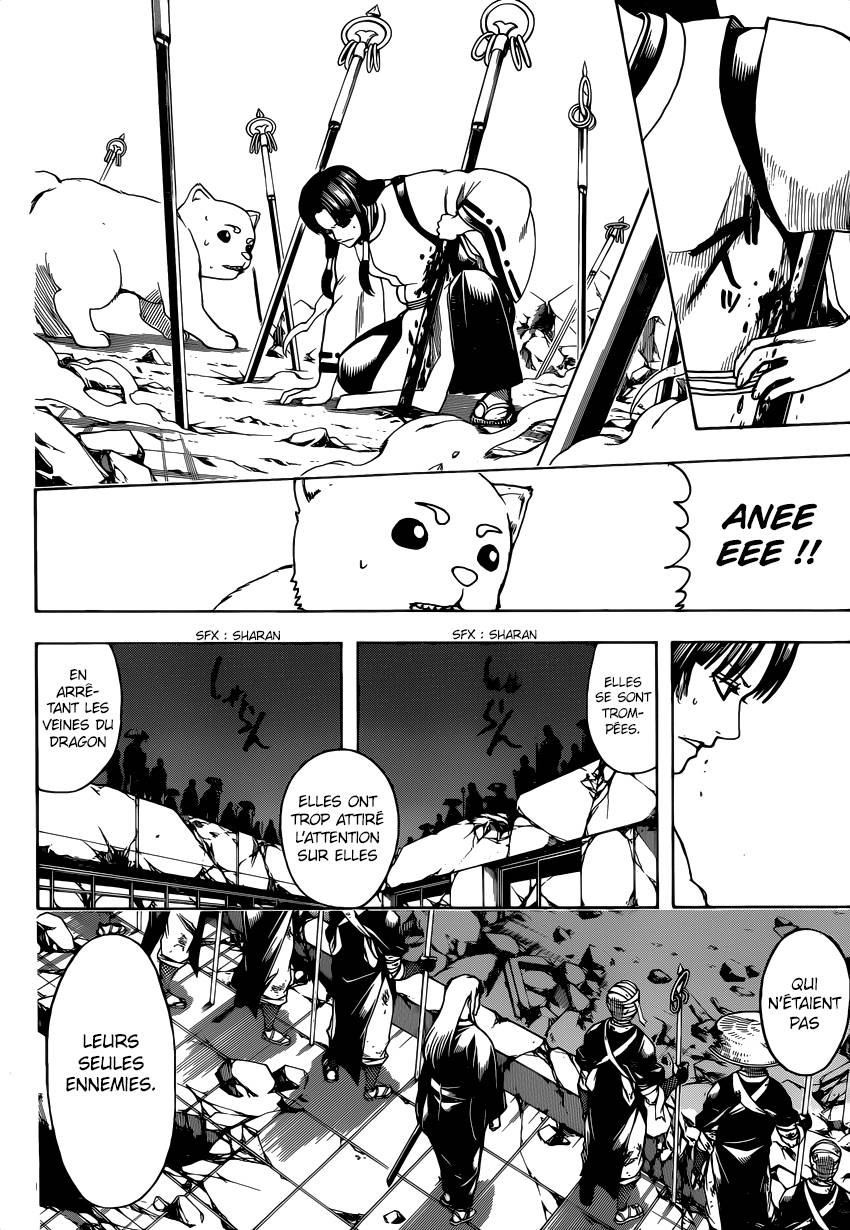 ANEE
EEE !!
SFX : SHARAN
ELLES
SE SONT
TROM-
PÉES.
SFX : SHARAN
EN
ARRÊ-
TANT LES
VEINES DU
DRAGON
ELLES ONT
TROP ATTIRÉ
L'ATTENTION
SUR ELLES
QUI
N'ÉTAIENT
PAS
LEURS
SEULES
ENNEMIES.